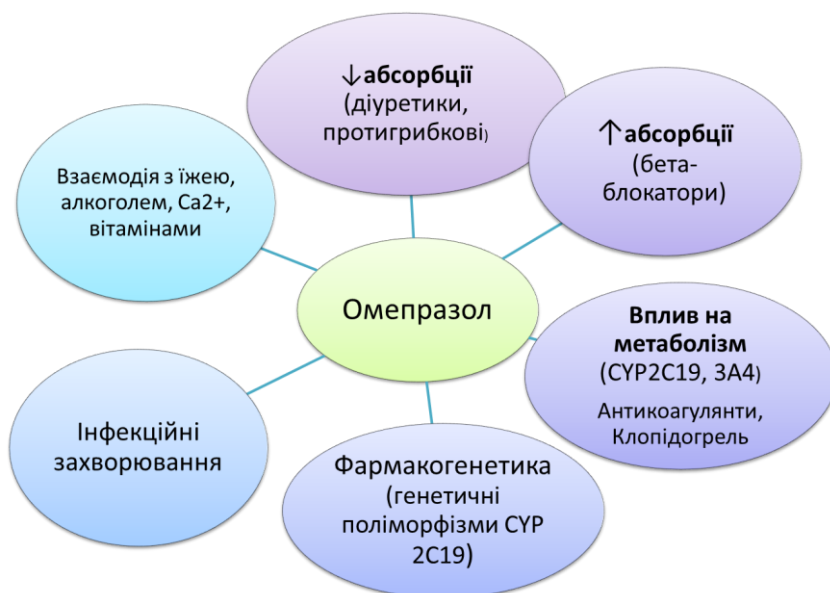 ↓абсорбції
(діуретики,
протигрибкові)
↑абсорбції
(бета-
блокатори)
Взаємодія з їжею,
алкоголем, Са2+,
вітамінами
Омепразол
Вплив на
метаболізм
(CYP2C19, 3A4)
Антикоагулянти,
Клопідогрель
Інфекційні
захворювання
Фармакогенетика
(генетичні
поліморфізми CYP
2C19)